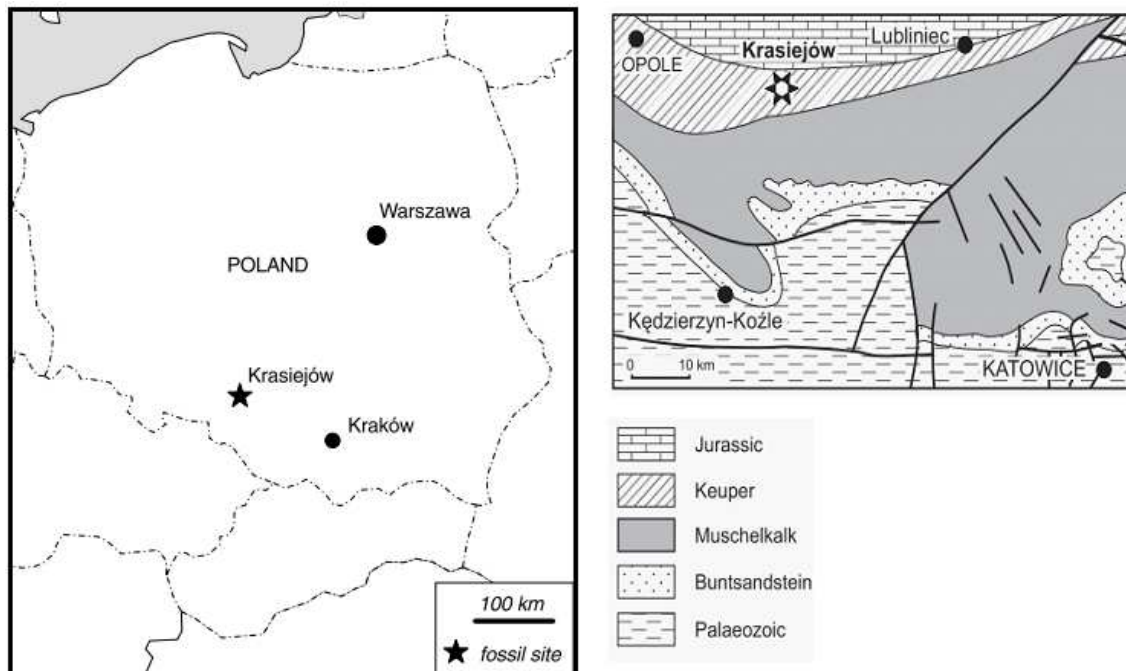 Warszawa
POLAND
Krasiejów
Kraków
100 km
fossil site
Lubliniec
Krasiejów
OPOLE
Kędzierzyn-Koźle
0 10 km
KATOWICE
Jurassic
Keuper
Muschelkalk
Buntsandstein
Palaeozoic